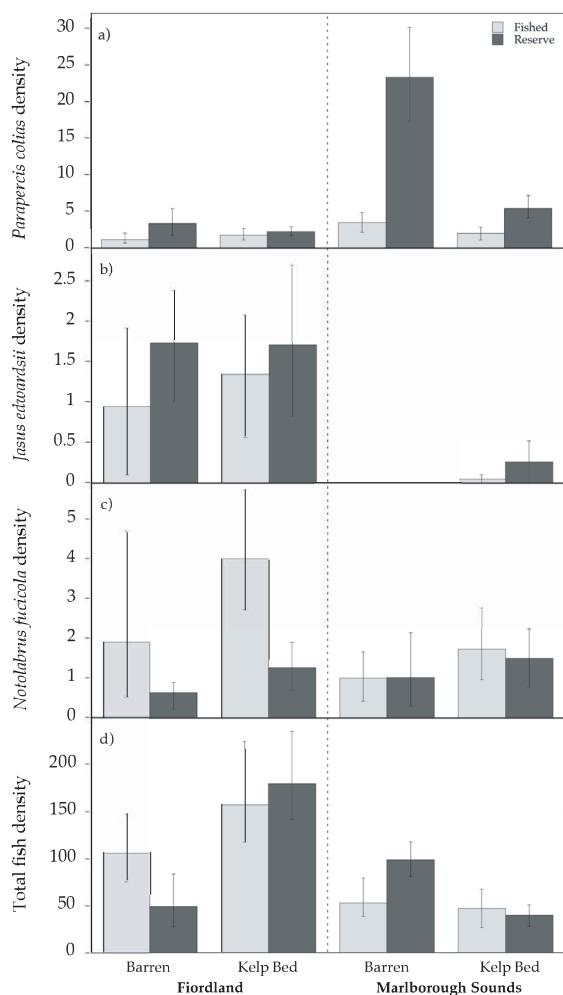 a)
Fished
Reserve
Parapercis colias density
30
25
20
15
10
5
0
b)
Jasus edwardsii density
2.5
2
1.5
1
0.5
0
c)
Notolabrus fucicola density
5
4
3
2
1
0
d)
Total fish density
200
150
100
50
0
Barren Kelp Bed Barren Kelp Bed
Fiordland Marlborough Sounds